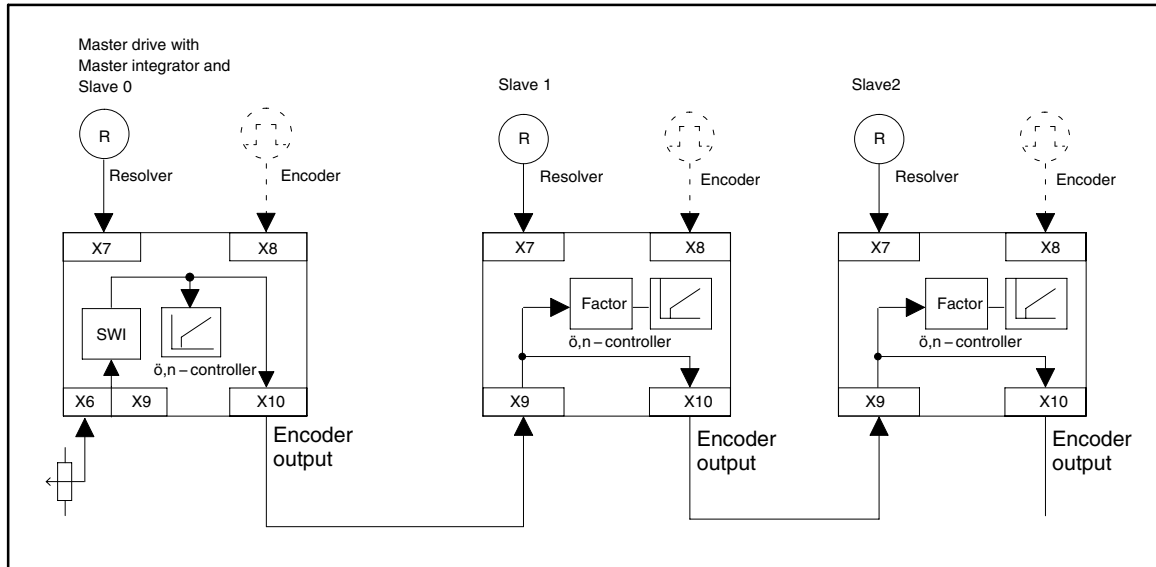 Master drive with
Master integrator and
Slave 0
Slave 1
Slave2
R
R
R
Resolver
Encoder
Resolver
Encoder
Resolver
Encoder
X7
X8
X7
X8
X7
X8
SWI
ö,n – controller
Factor
ö,n – controller
Factor
ö,n – controller
X6
X9
X10
X9
X10
X9
X10
Encoder
output
Encoder
output
Encoder
output